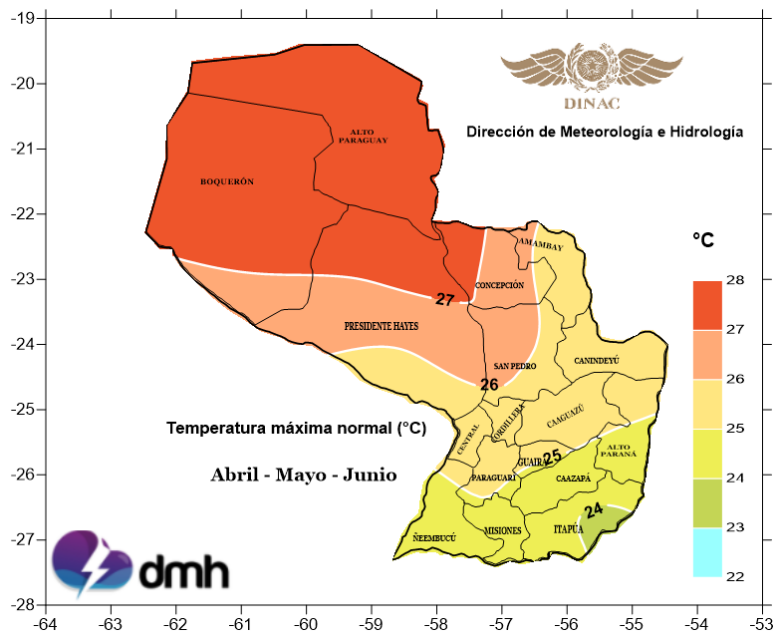 -19
-20
-21
-22
-23
-24
-25
-26
-27
-28
-64
-63
-62
-61
-60
-59
-58
-57
-56
-55
-54
-53
DINAC
Dirección de Meteorología e Hidrología
ALTO
PARAGUAY
BOQUERÓN
AMAMBAY
CONCEPCIÓN
27
PRESIDENTE HAYES
SAN PEDRO
CANINDEYÚ
26
CORDILLERA
CAAGUAZÚ
CENTRAL
GUAIRÁ
25
ALTO
PARANÁ
PARAGUARI
CAAZAPÁ
24
ÑEEMBUCÚ
MISIONES
ITAPÚA
Temperatura máxima normal (°C)
Abril - Mayo - Junio
dmh
°C
28
27
26
25
24
23
22